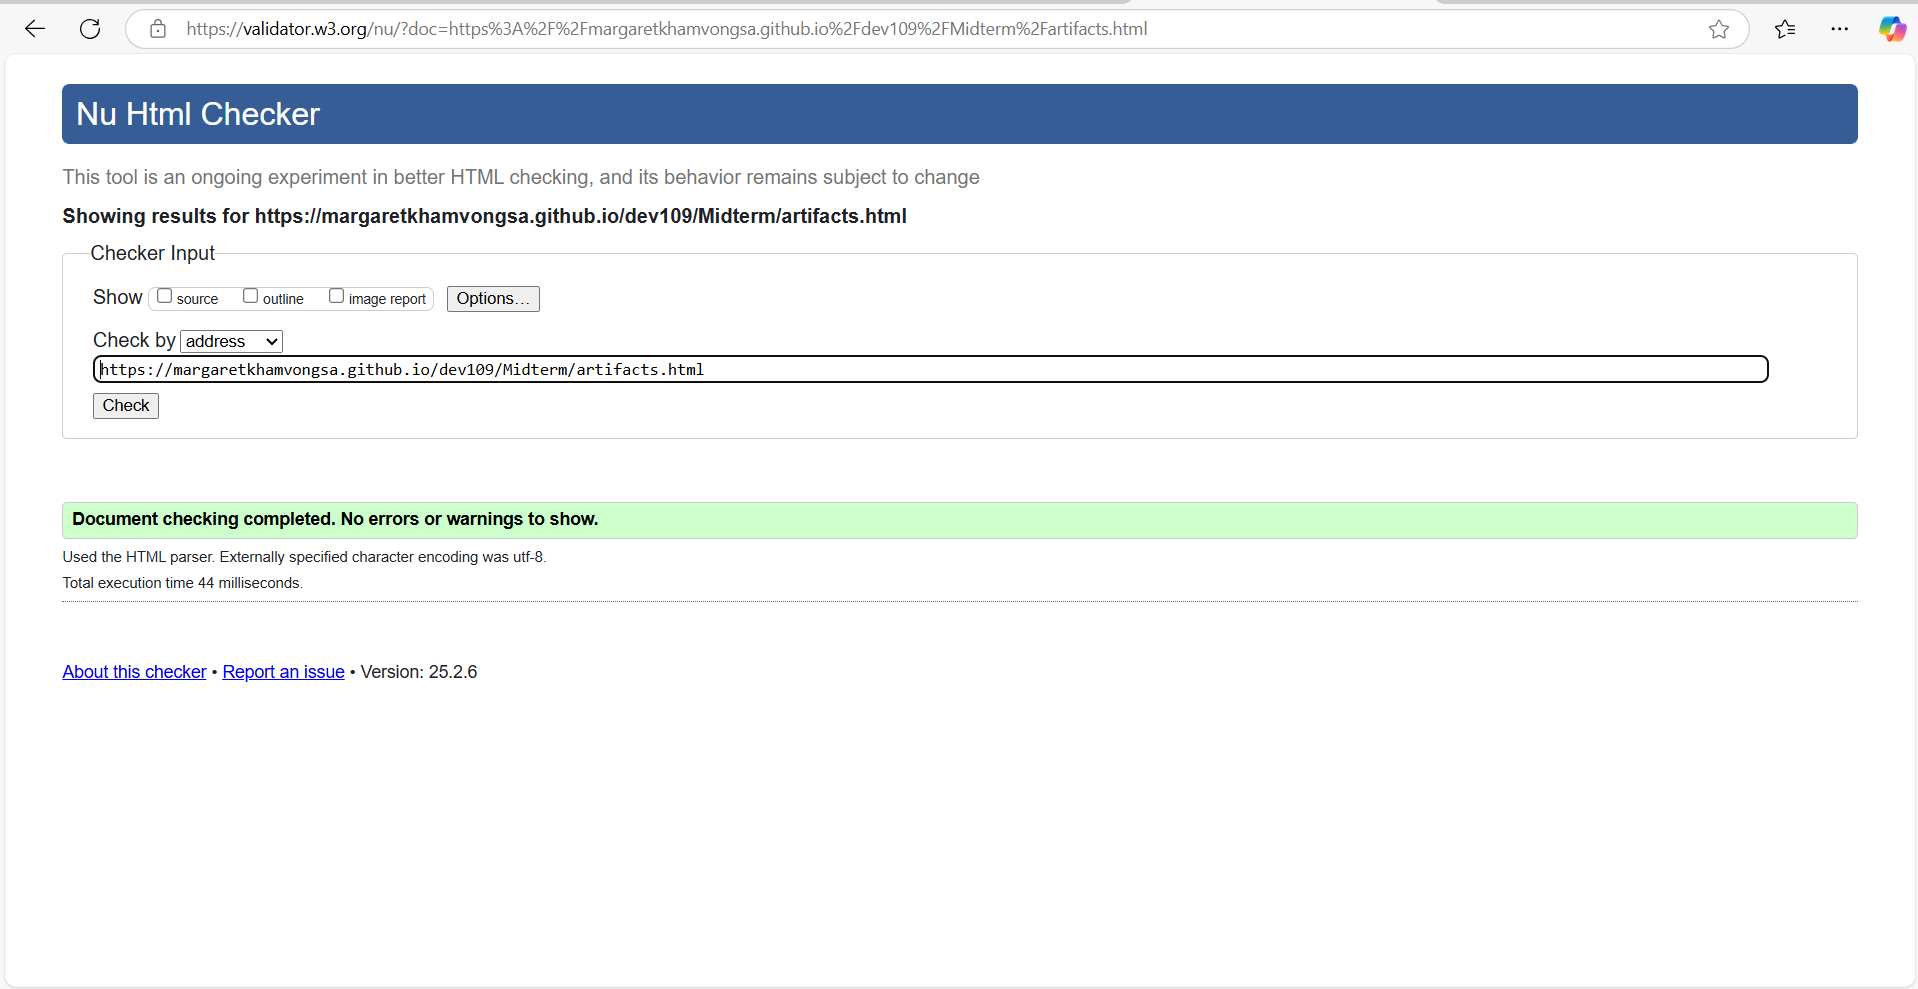 https://validator.w3.org/nu/?doc=https%3A%2F%2Fmargaretkhamvongsa.github.io%2Fdev109%2FMidterm%2Fartifacts.html
Nu Html Checker
This tool is an ongoing experiment in better HTML checking, and its behavior remains subject to change
Showing results for https://margaretkhamvongsa.github.io/dev109/Midterm/artifacts.html
Checker Input
Show source outline image report Options...
Check by address
https://margaretkhamvongsa.github.io/dev109/Midterm/artifacts.html
Check
Document checking completed. No errors or warnings to show.
Used the HTML parser. Externally specified character encoding was utf-8.
Total execution time 44 milliseconds.
About this checker • Report an issue • Version: 25.2.6